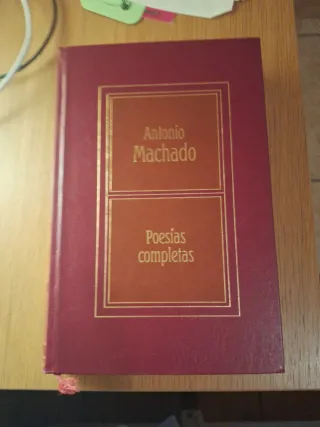 Antonio
Machado
Poesías
completas